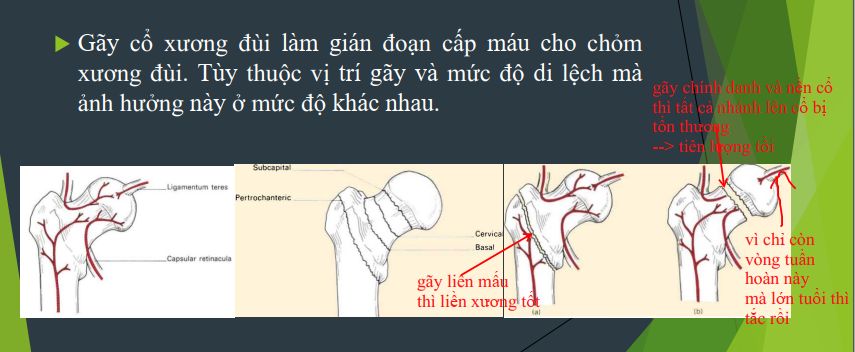 Gãy cổ xương đùi làm gián đoạn cấp máu cho chỏm
xương đùi. Tùy thuộc vị trí gãy và mức độ di lệch mà
ảnh hưởng này ở mức độ khác nhau.
gãy chính danh và nền cổ
thì tất cả nhánh lên cổ bị
tổn thương
--> tiên lượng tồi
Ligamentum teres
Capsular retinacula
Subcapital
Pertrochanteric
Cervical
Basal
gãy liên mấu
thì liền xương tốt
(a)
(b)
vì chỉ còn
vòng tuần
hoàn này
mà lớn tuổi thì
tắc rồi